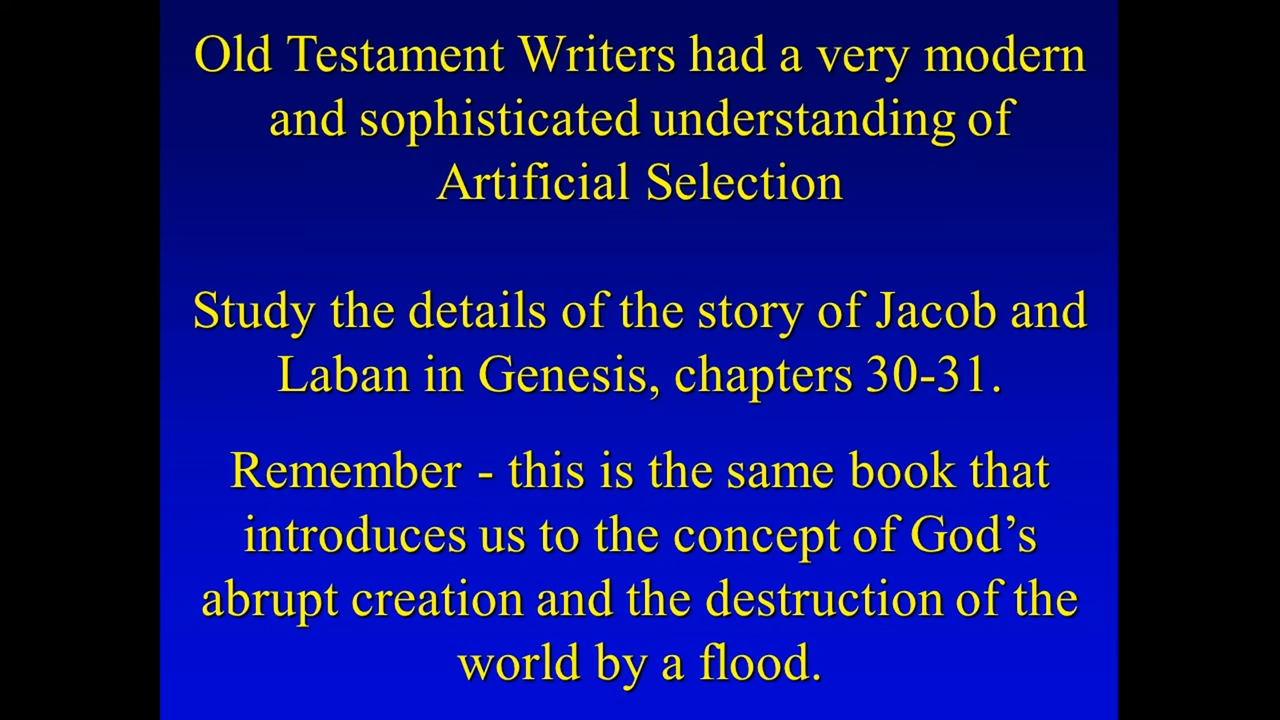 Old Testament Writers had a very modern
and sophisticated understanding of
Artificial Selection
Study the details of the story of Jacob and
Laban in Genesis, chapters 30-31.
Remember - this is the same book that
introduces us to the concept of God’s
abrupt creation and the destruction of the
world by a flood.